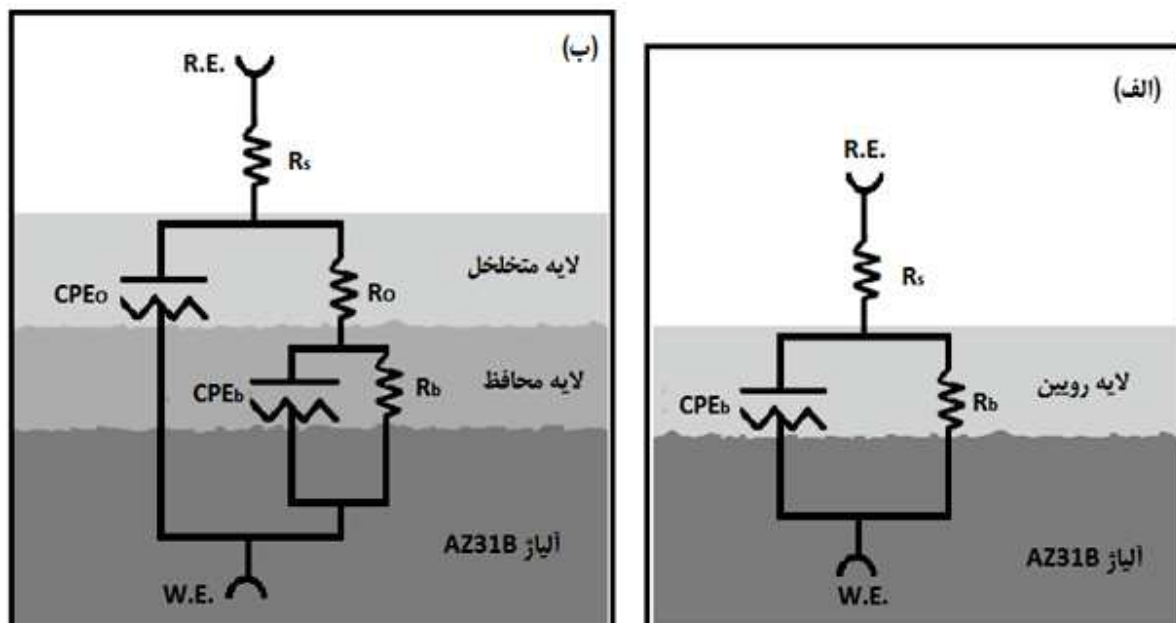 (الف)
R.E.
Rs
لایه رویین
CPEb
Rb
آلیاژ AZ31B
W.E.
(ب)
R.E.
Rs
لایه متخلخل
CPEO
RO
لایه محافظ
CPEb
Rb
آلیاژ AZ31B
W.E.